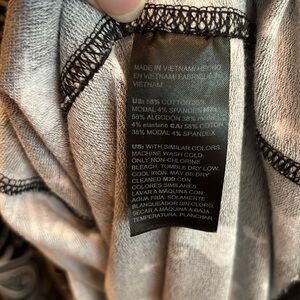 MADE IN VIETNAM/ HECHO
EN VIETNAM/ FABRIQUÉ AU
VIETNAM
US: 58% COTTON 38%
MODAL 4% SPANDEX MX:
58% ALGODÓN 38% modal
4% elastano CA: 58% COTTON
38% MODAL 4% SPANDEX
US: WITH SIMILAR COLORS.
MACHINE WASH COLD.
ONLY NON-CHLORINE
BLEACH. TUMBLE DRY LOW.
COOL IRON. MAY BE DRY
CLEANED MX: CON
COLORES SIMILARES.
LAVAR A MÁQUINA CON
AGUA FRÍA. SOLAMENTE
BLANQUEADOR SIN CLORO.
SECAR A MÁQUINA A BAJA
TEMPERATURA. PLANCHAR